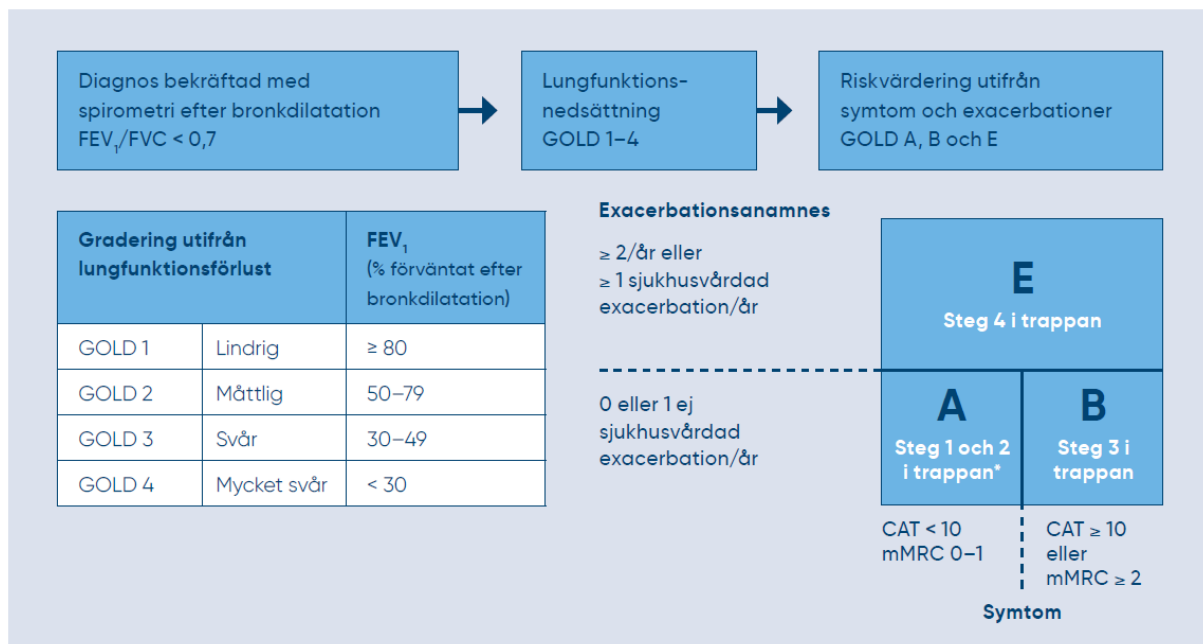 Diagnos bekräftad med
spirometri efter bronkdilatation
FEV₁/FVC < 0,7
Lungfunktions-
nedsättning
GOLD 1–4
Riskvärdering utifrån
symtom och exacerbationer
GOLD A, B och E
Gradering utifrån
lungfunktionsförlust
FEV₁
(% förväntat efter
bronkdilatation)
GOLD 1 Lindrig ≥ 80
GOLD 2 Måttlig 50–79
GOLD 3 Svår 30–49
GOLD 4 Mycket svår < 30
Exacerbationsanamnes
≥ 2/år eller
≥ 1 sjukhusvårdad
exacerbation/år
0 eller 1 ej
sjukhusvårdad
exacerbation/år
E
Steg 4 i trappan
A
Steg 1 och 2
i trappan*
B
Steg 3 i
trappan
CAT < 10
mMRC 0–1
CAT ≥ 10
eller
mMRC ≥ 2
Symtom